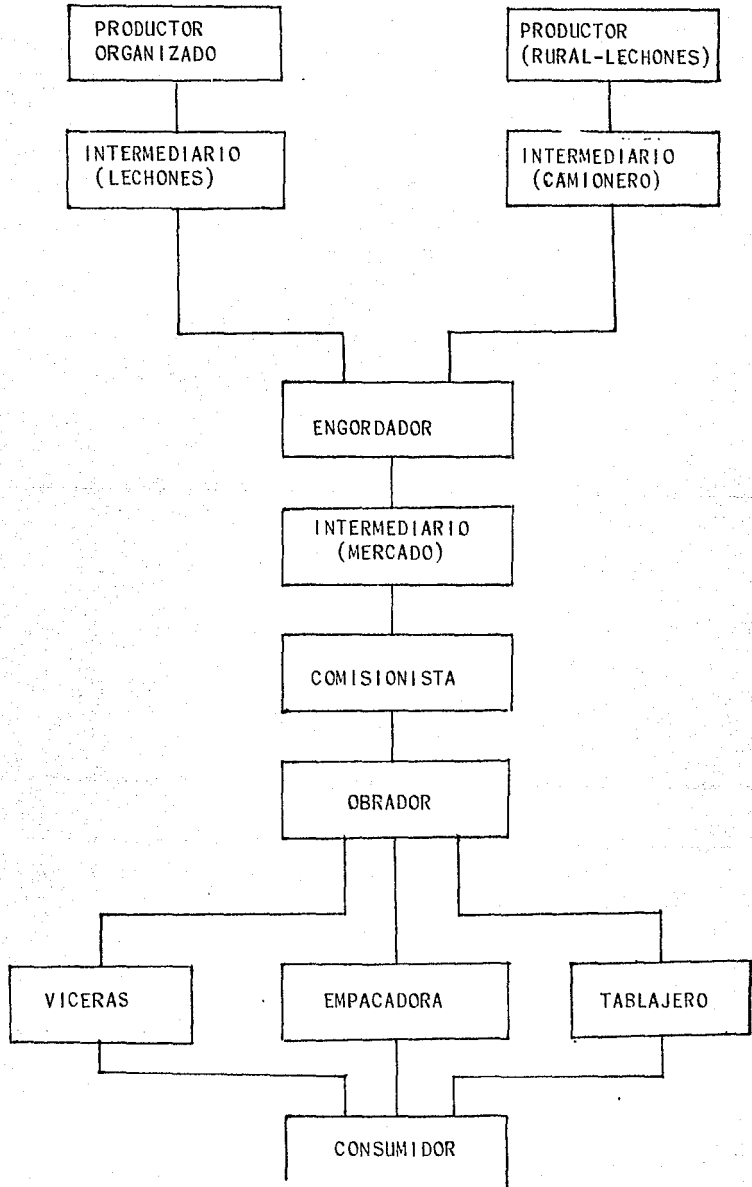 PRODUCTOR
ORGANIZADO
PRODUCTOR
(RURAL-LECHONES)
INTERMEDIARIO
(LECHONES)
INTERMEDIARIO
(CAMIONERO)
ENGORDADOR
INTERMEDIARIO
(MERCADO)
COMISIONISTA
OBRADOR
VICERAS
EMPACADORA
TABLAJERO
CONSUMIDOR